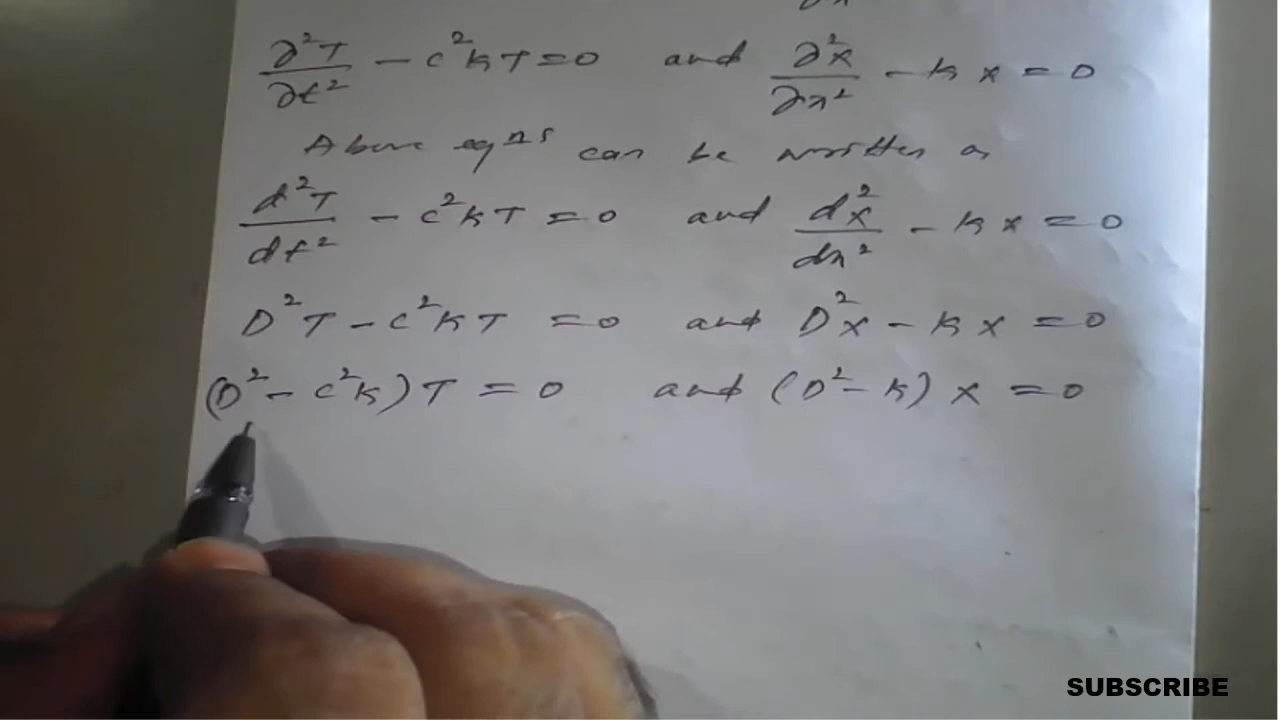 ∂²T/∂t² - c²KT = 0 and ∂²X/∂x² - KX = 0
Above eqns can be written as
d²T/dt² - c²KT = 0 and d²X/dx² - KX = 0
D²T - c²KT = 0 and D²X - KX = 0
(D² - c²K)T = 0 and (D² - K)X = 0
SUBSCRIBE